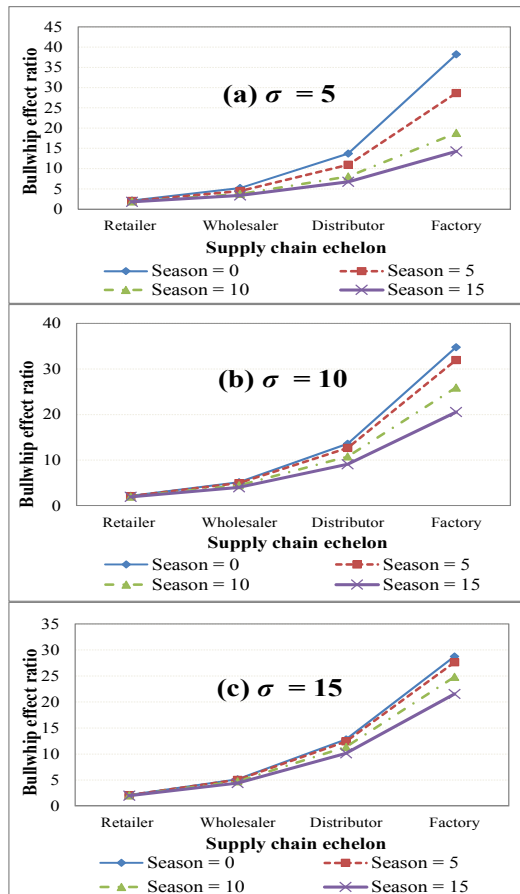 45
40
35
30
25
20
15
10
5
0
Bullwhip effect ratio
(a) σ = 5
Retailer Wholesaler Distributor Factory
Supply chain echelon
Season = 0 Season = 5
Season = 10 Season = 15
40
30
20
10
0
Bullwhip effect ratio
(b) σ = 10
Retailer Wholesaler Distributor Factory
Supply chain echelon
Season = 0 Season = 5
Season = 10 Season = 15
35
30
25
20
15
10
5
0
Bullwhip effect ratio
(c) σ = 15
Retailer Wholesaler Distributor Factory
Supply chain echelon
Season = 0 Season = 5
Season = 10 Season = 15